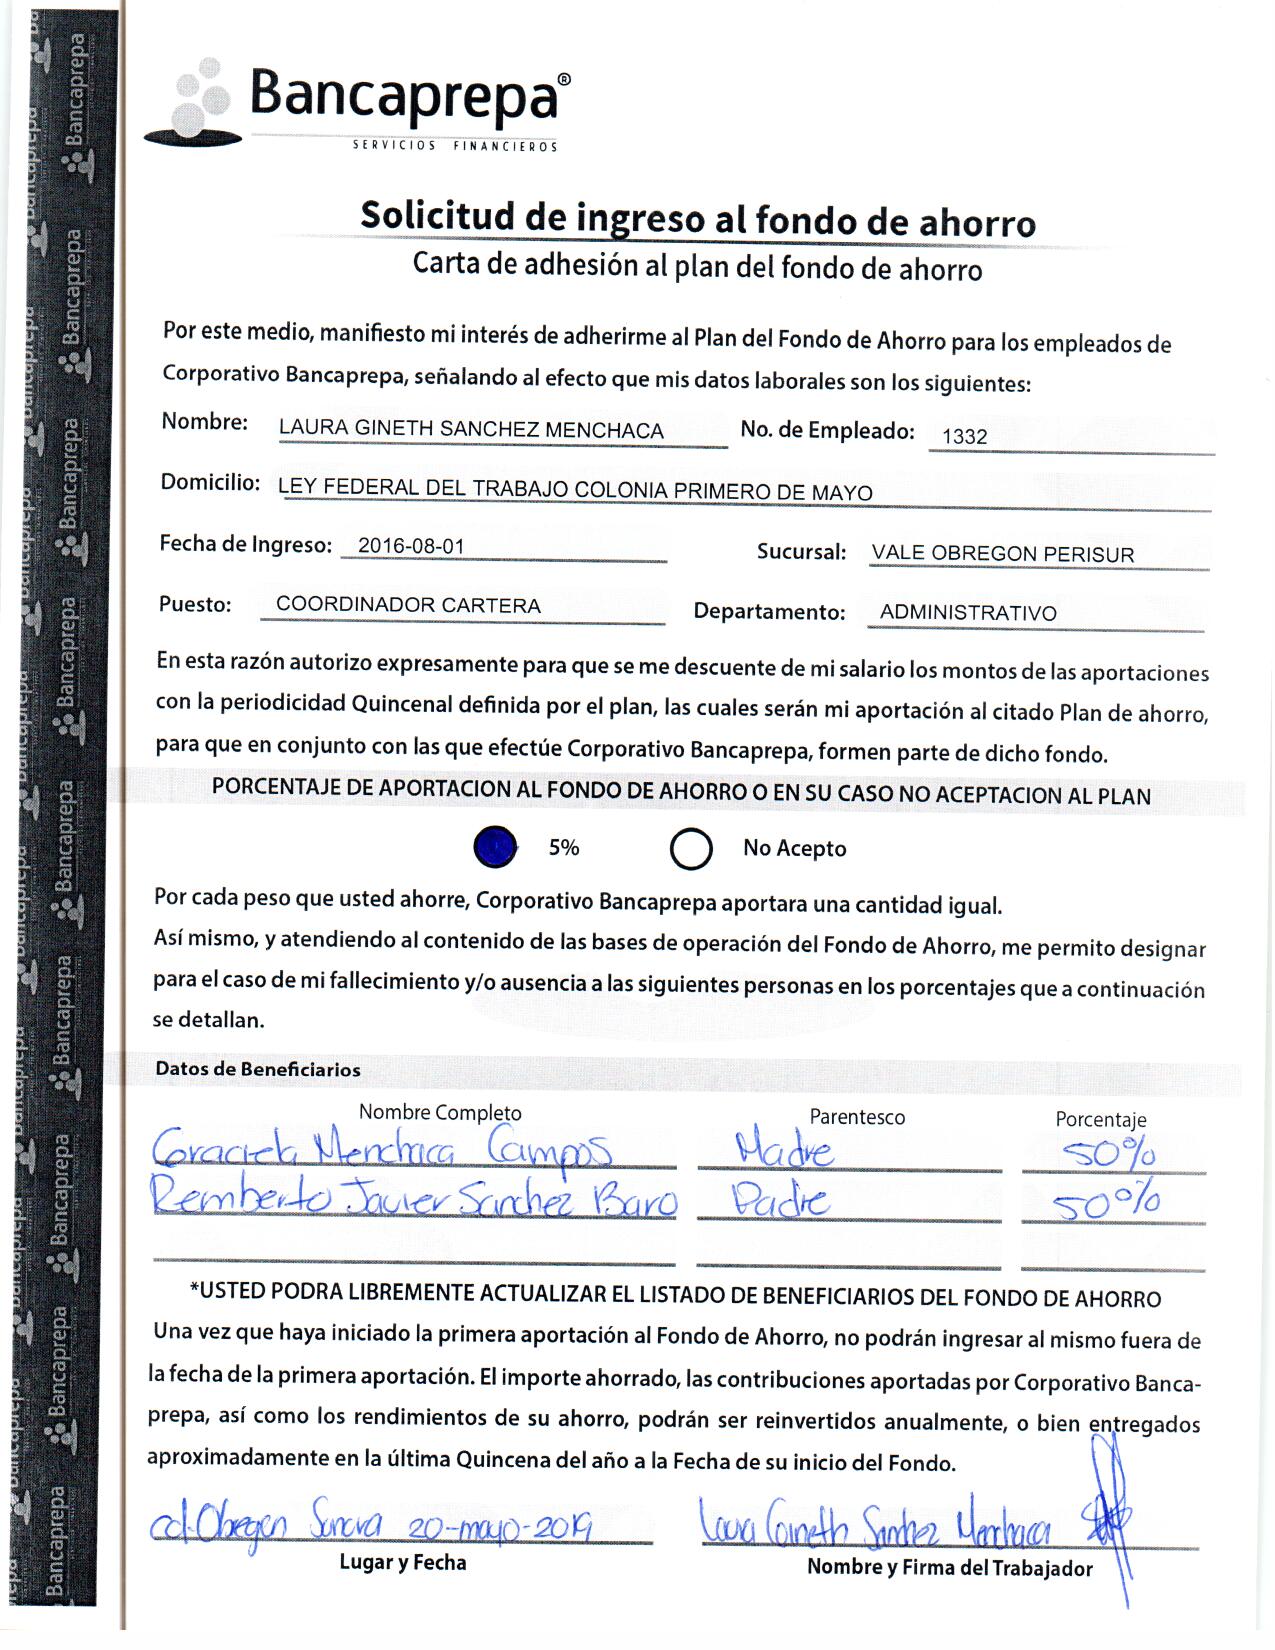 Bancaprepa®
SERVICIOS FINANCIEROS
Solicitud de ingreso al fondo de ahorro
Carta de adhesión al plan del fondo de ahorro
Por este medio, manifiesto mi interés de adherirme al Plan del Fondo de Ahorro para los empleados de
Corporativo Bancaprepa, señalando al efecto que mis datos laborales son los siguientes:
Nombre: LAURA GINETH SANCHEZ MENCHACA No. de Empleado: 1332
Domicilio: LEY FEDERAL DEL TRABAJO COLONIA PRIMERO DE MAYO
Fecha de Ingreso: 2016-08-01 Sucursal: VALE OBREGON PERISUR
Puesto: COORDINADOR CARTERA Departamento: ADMINISTRATIVO
En esta razón autorizo expresamente para que se me descuente de mi salario los montos de las aportaciones
con la periodicidad Quincenal definida por el plan, las cuales serán mi aportación al citado Plan de ahorro,
para que en conjunto con las que efectúe Corporativo Bancaprepa, formen parte de dicho fondo.
PORCENTAJE DE APORTACION AL FONDO DE AHORRO O EN SU CASO NO ACEPTACION AL PLAN
5% No Acepto
Por cada peso que usted ahorre, Corporativo Bancaprepa aportara una cantidad igual.
Así mismo, y atendiendo al contenido de las bases de operación del Fondo de Ahorro, me permito designar
para el caso de mi fallecimiento y/o ausencia a las siguientes personas en los porcentajes que a continuación
se detallan.
Datos de Beneficiarios
Nombre Completo Parentesco Porcentaje
Graciela Menchaca Campos Madre 50%
Remberto Javier Sanchez Baro Padre 50%
*USTED PODRA LIBREMENTE ACTUALIZAR EL LISTADO DE BENEFICIARIOS DEL FONDO DE AHORRO
Una vez que haya iniciado la primera aportación al Fondo de Ahorro, no podrán ingresar al mismo fuera de
la fecha de la primera aportación. El importe ahorrado, las contribuciones aportadas por Corporativo Banca-
prepa, así como los rendimientos de su ahorro, podrán ser reinvertidos anualmente, o bien entregados
aproximadamente en la última Quincena del año a la Fecha de su inicio del Fondo.
cd. Obregon Sonora 20-mayo-2019 Laura Gineth Sanchez Menchaca
Lugar y Fecha Nombre y Firma del Trabajador